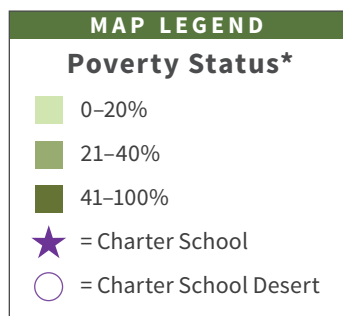 MAP LEGEND
Poverty Status*
0–20%
21–40%
41–100%
= Charter School
= Charter School Desert